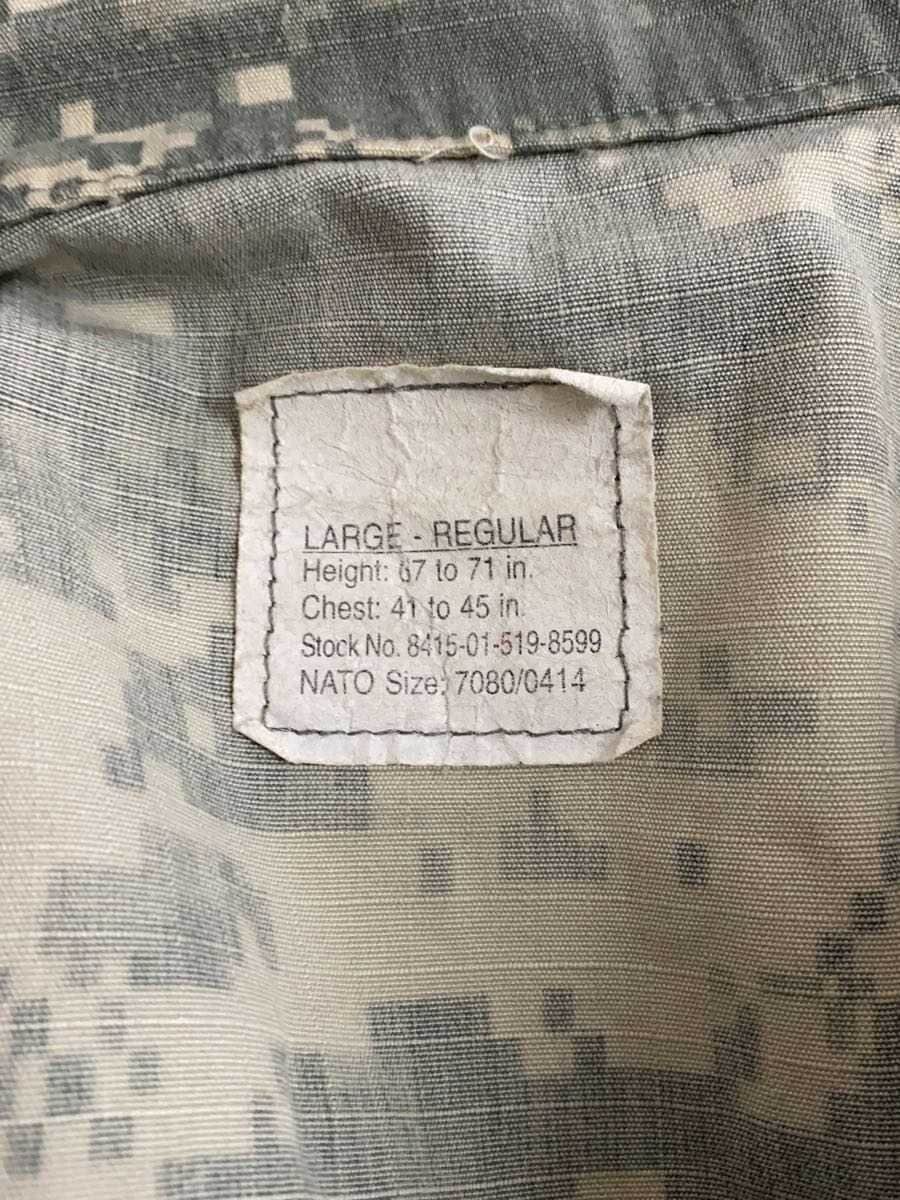 LARGE - REGULAR
Height: 67 to 71 in.
Chest: 41 to 45 in.
Stock No. 8415-01-519-8599
NATO Size: 7080/0414